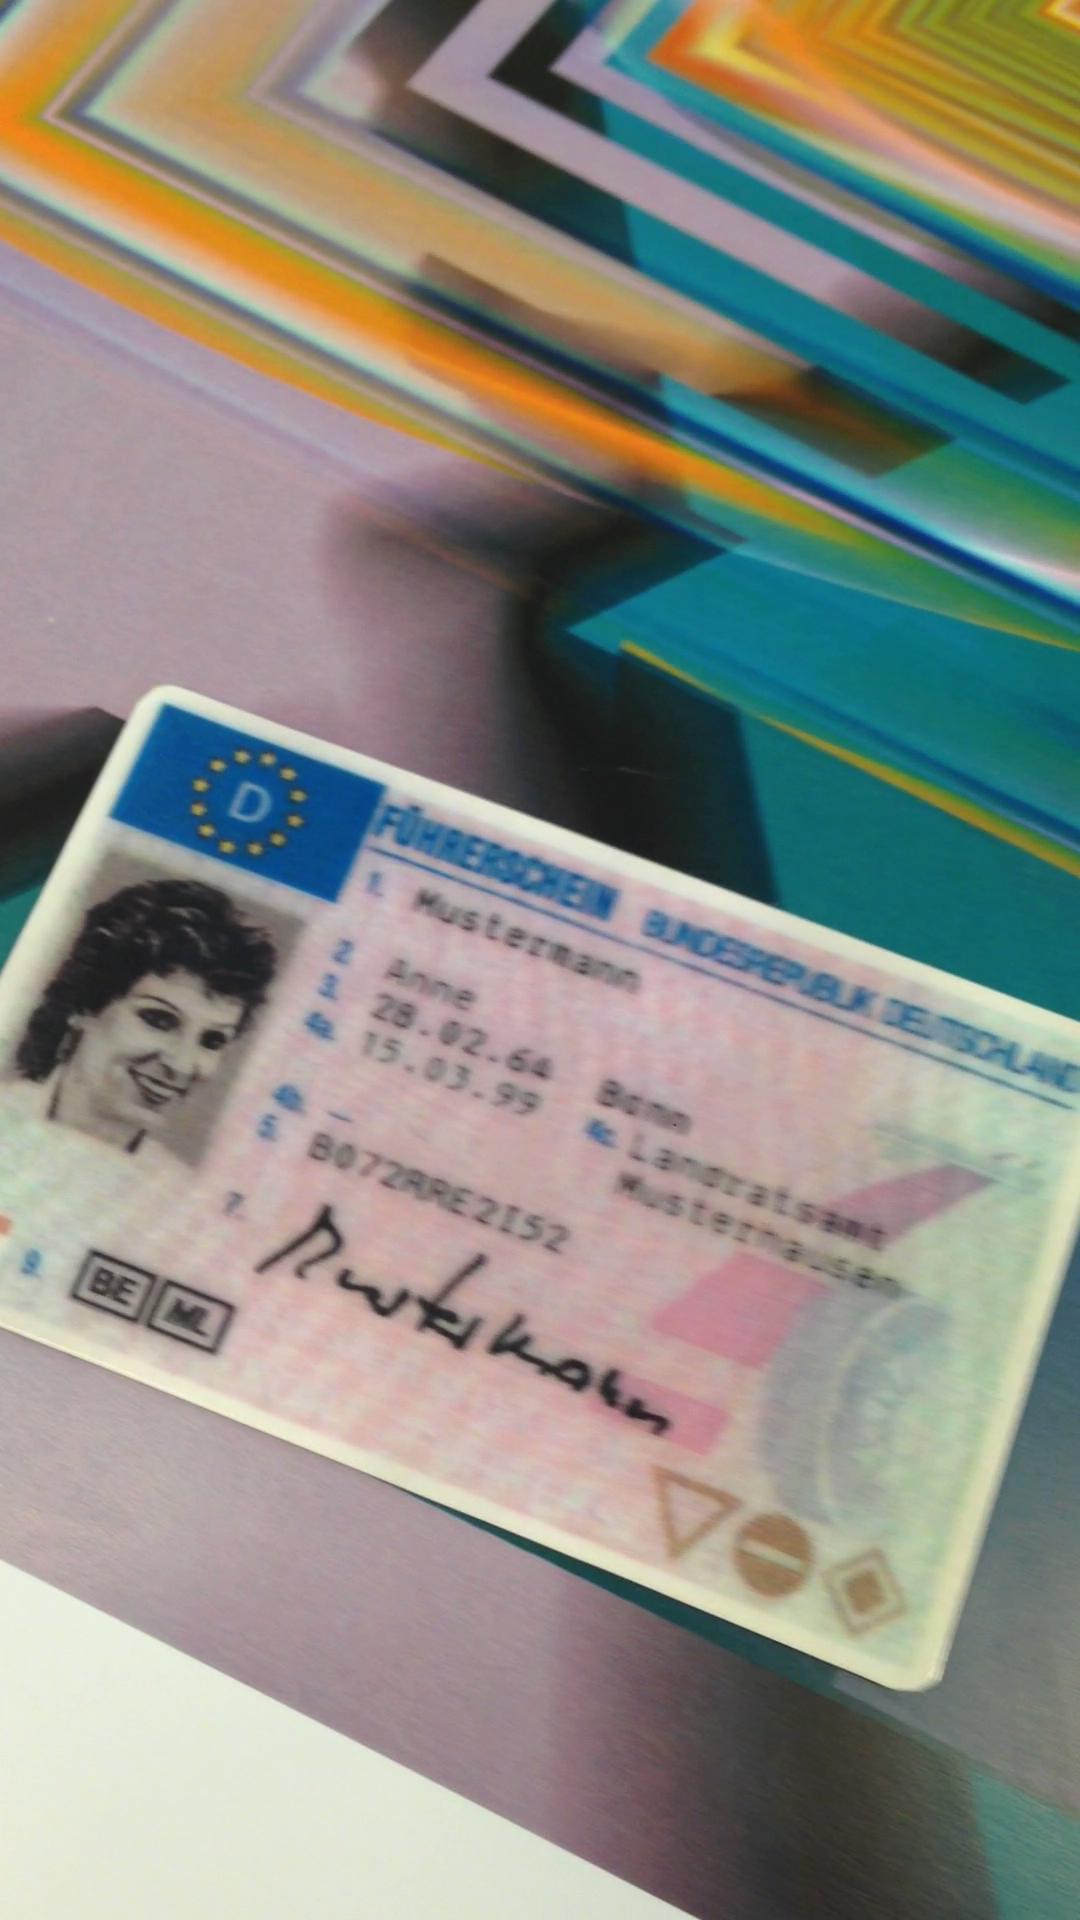 D
FÜHRERSCHEIN BUNDESREPUBLIK DEUTSCHLAND
1. Mustermann
2. Anne
3. 28.02.64 Bonn
4a. 15.03.99 4c. Landratsamt
Musterhausen
4b. –
5. B072RRE2I52
7. Mustermann
9. BE ML